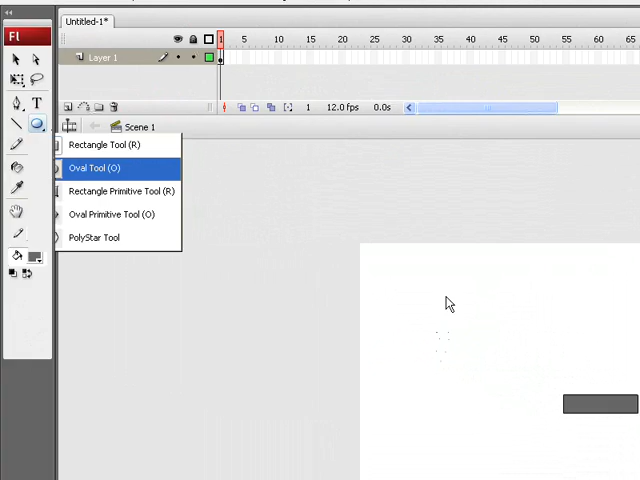 Untitled-1*
Fl
1 5 10 15 20 25 30 35 40 45 50 55 60 65
Layer 1
T
1 12.0 fps 0.0s
Scene 1
Rectangle Tool (R)
Oval Tool (O)
Rectangle Primitive Tool (R)
Oval Primitive Tool (O)
PolyStar Tool